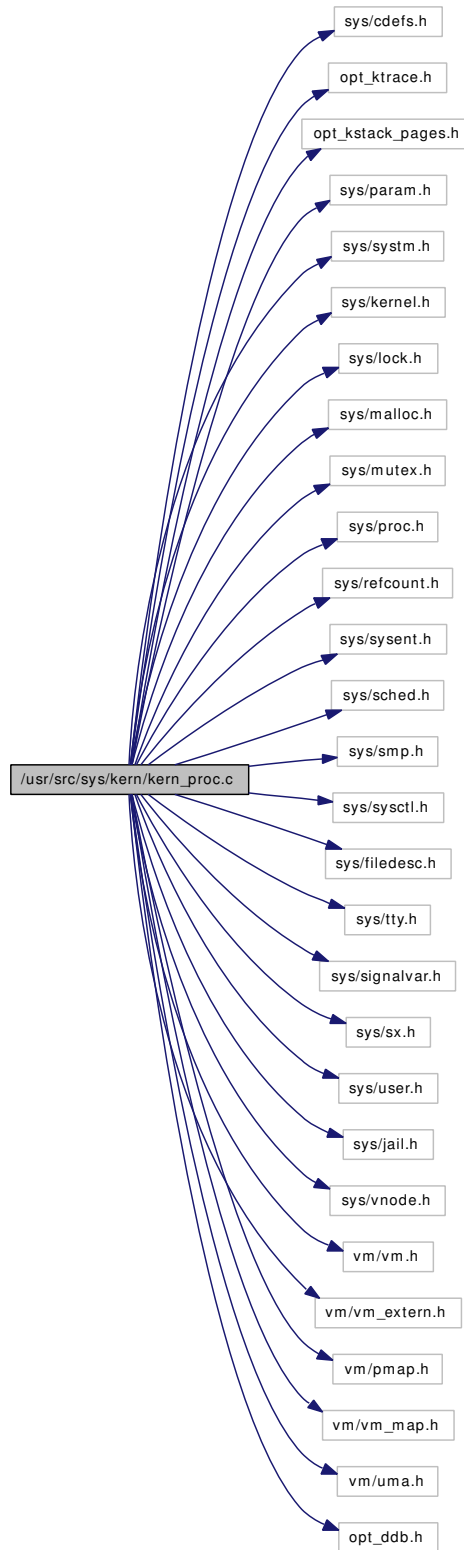 sys/cdefs.h
opt_ktrace.h
opt_kstack_pages.h
sys/param.h
sys/systm.h
sys/kernel.h
sys/lock.h
sys/malloc.h
sys/mutex.h
sys/proc.h
sys/refcount.h
sys/sysent.h
sys/sched.h
sys/smp.h
/usr/src/sys/kern/kern_proc.c
sys/sysctl.h
sys/filedesc.h
sys/tty.h
sys/signalvar.h
sys/sx.h
sys/user.h
sys/jail.h
sys/vnode.h
vm/vm.h
vm/vm_extern.h
vm/pmap.h
vm/vm_map.h
vm/uma.h
opt_ddb.h